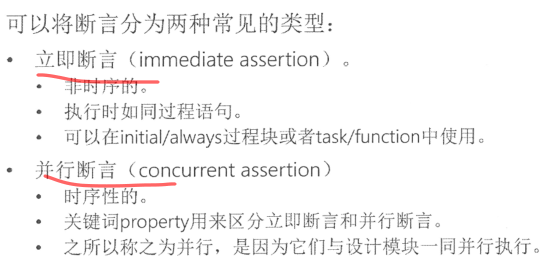 可以将断言分为两种常见的类型：
• 立即断言（immediate assertion）。
• 非时序的。
• 执行时如同过程语句。
• 可以在initial/always过程块或者task/function中使用。
• 并行断言（concurrent assertion）
• 时序性的。
• 关键词property用来区分立即断言和并行断言。
• 之所以称之为并行，是因为它们与设计模块一同并行执行。